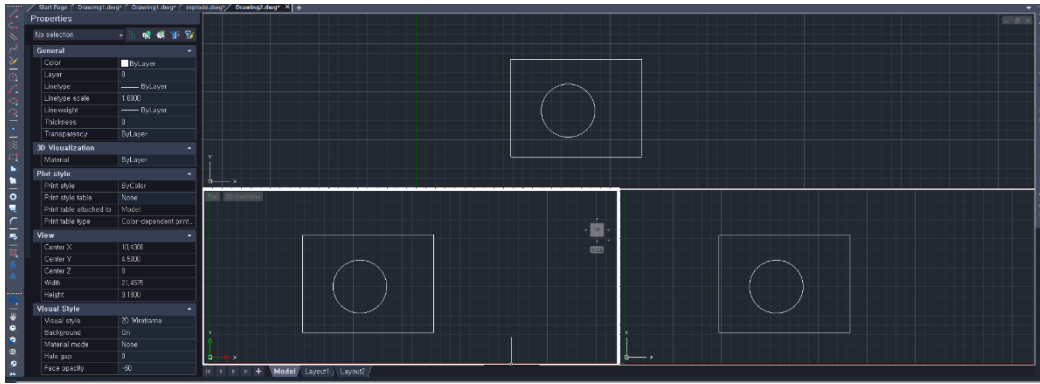 Start Page Drawing1.dwg* Drawing1.dwg* explode.dwg* Drawing2.dwg* × +
Properties
No selection
General
Color ByLayer
Layer 0
Linetype ByLayer
Linetype scale 1.0000
Lineweight ByLayer
Thickness 0
Transparency ByLayer
3D Visualization
Material ByLayer
Plot style
Print style ByColor
Print style table None
Print table attached to Model
Print table type Color-dependent print...
View
Center X
Center Y
Center Z 0
Width
Height
Visual Style
Visual style 2D Wireframe
Background On
Material mode None
Halo gap 0
Face opacity -60
Y
X
Y
X
Y
X
Model Layout1 Layout2